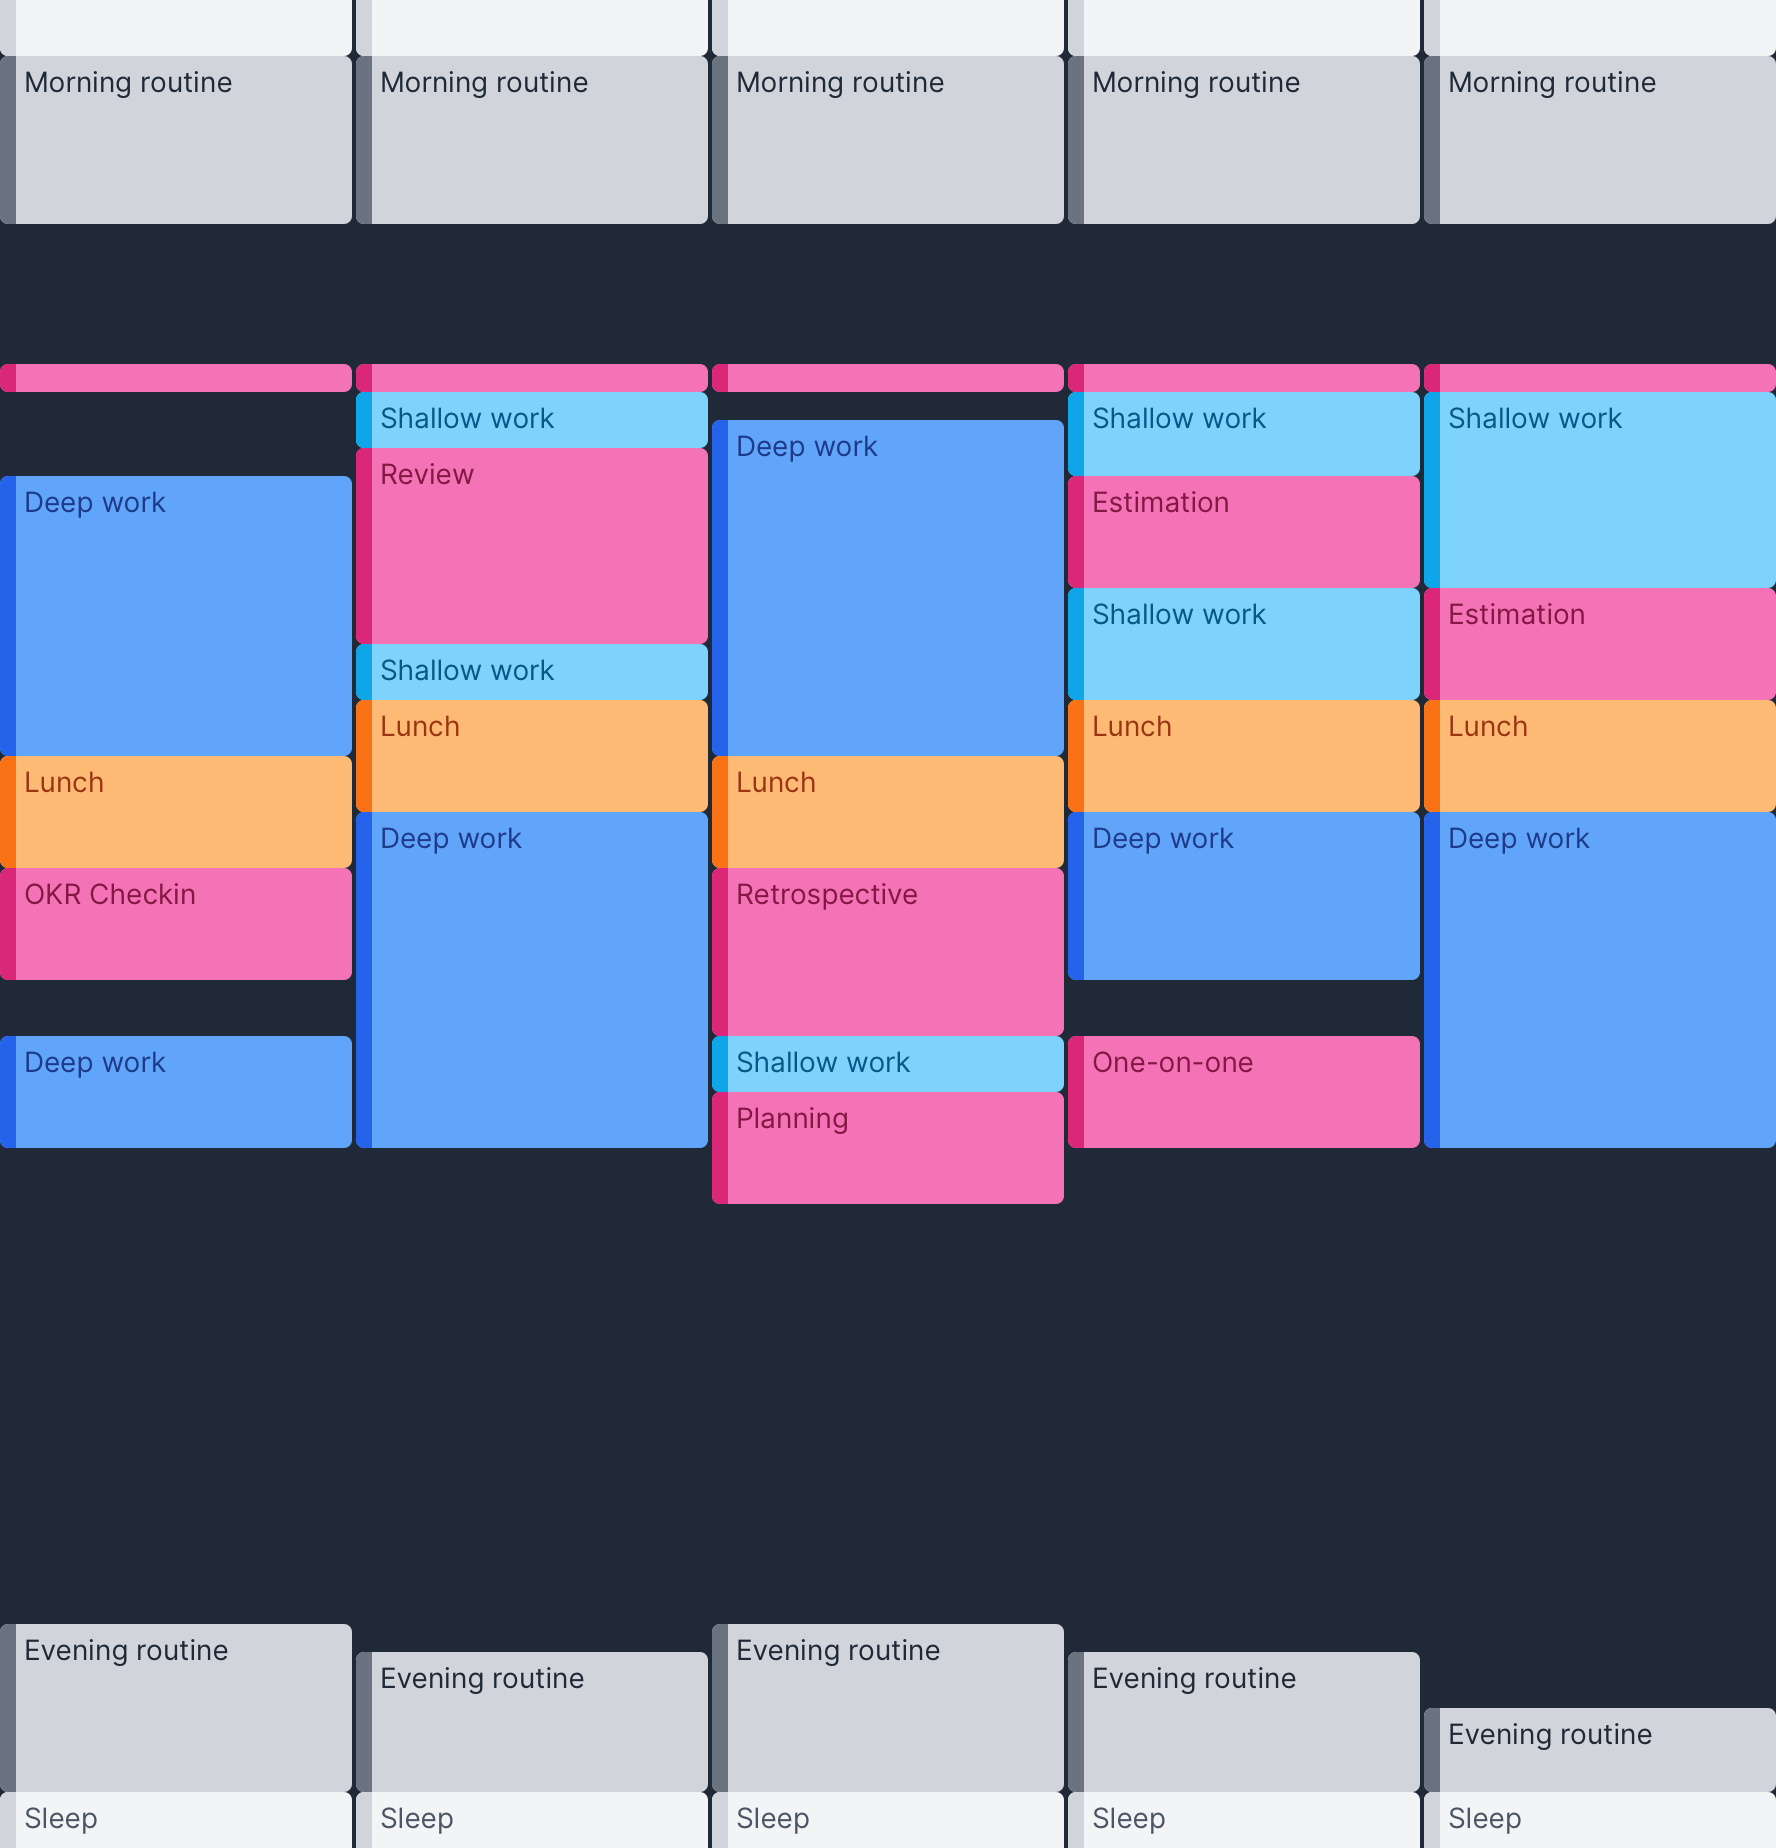 Morning routine
Deep work
Lunch
OKR Checkin
Deep work
Evening routine
Sleep
Morning routine
Shallow work
Review
Shallow work
Lunch
Deep work
Evening routine
Sleep
Morning routine
Deep work
Lunch
Retrospective
Shallow work
Planning
Evening routine
Sleep
Morning routine
Shallow work
Estimation
Shallow work
Lunch
Deep work
One-on-one
Evening routine
Sleep
Morning routine
Shallow work
Estimation
Lunch
Deep work
Evening routine
Sleep